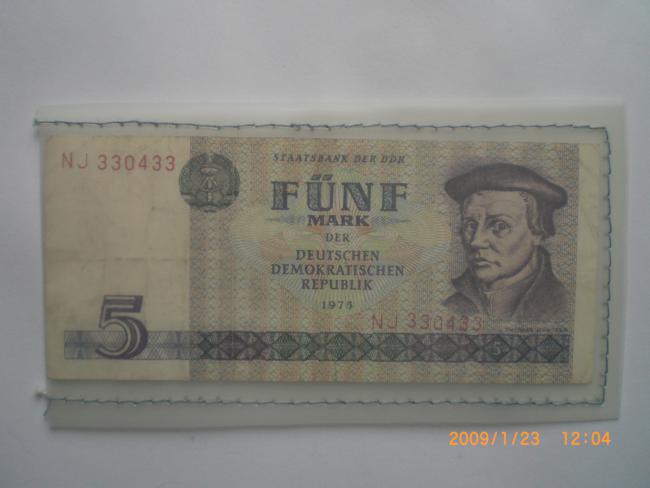 NJ 330433
STAATSBANK DER DDR
FÜNF
MARK
DER
DEUTSCHEN
DEMOKRATISCHEN
REPUBLIK
1975
NJ 330433
5
5
2009/1/23 12:04